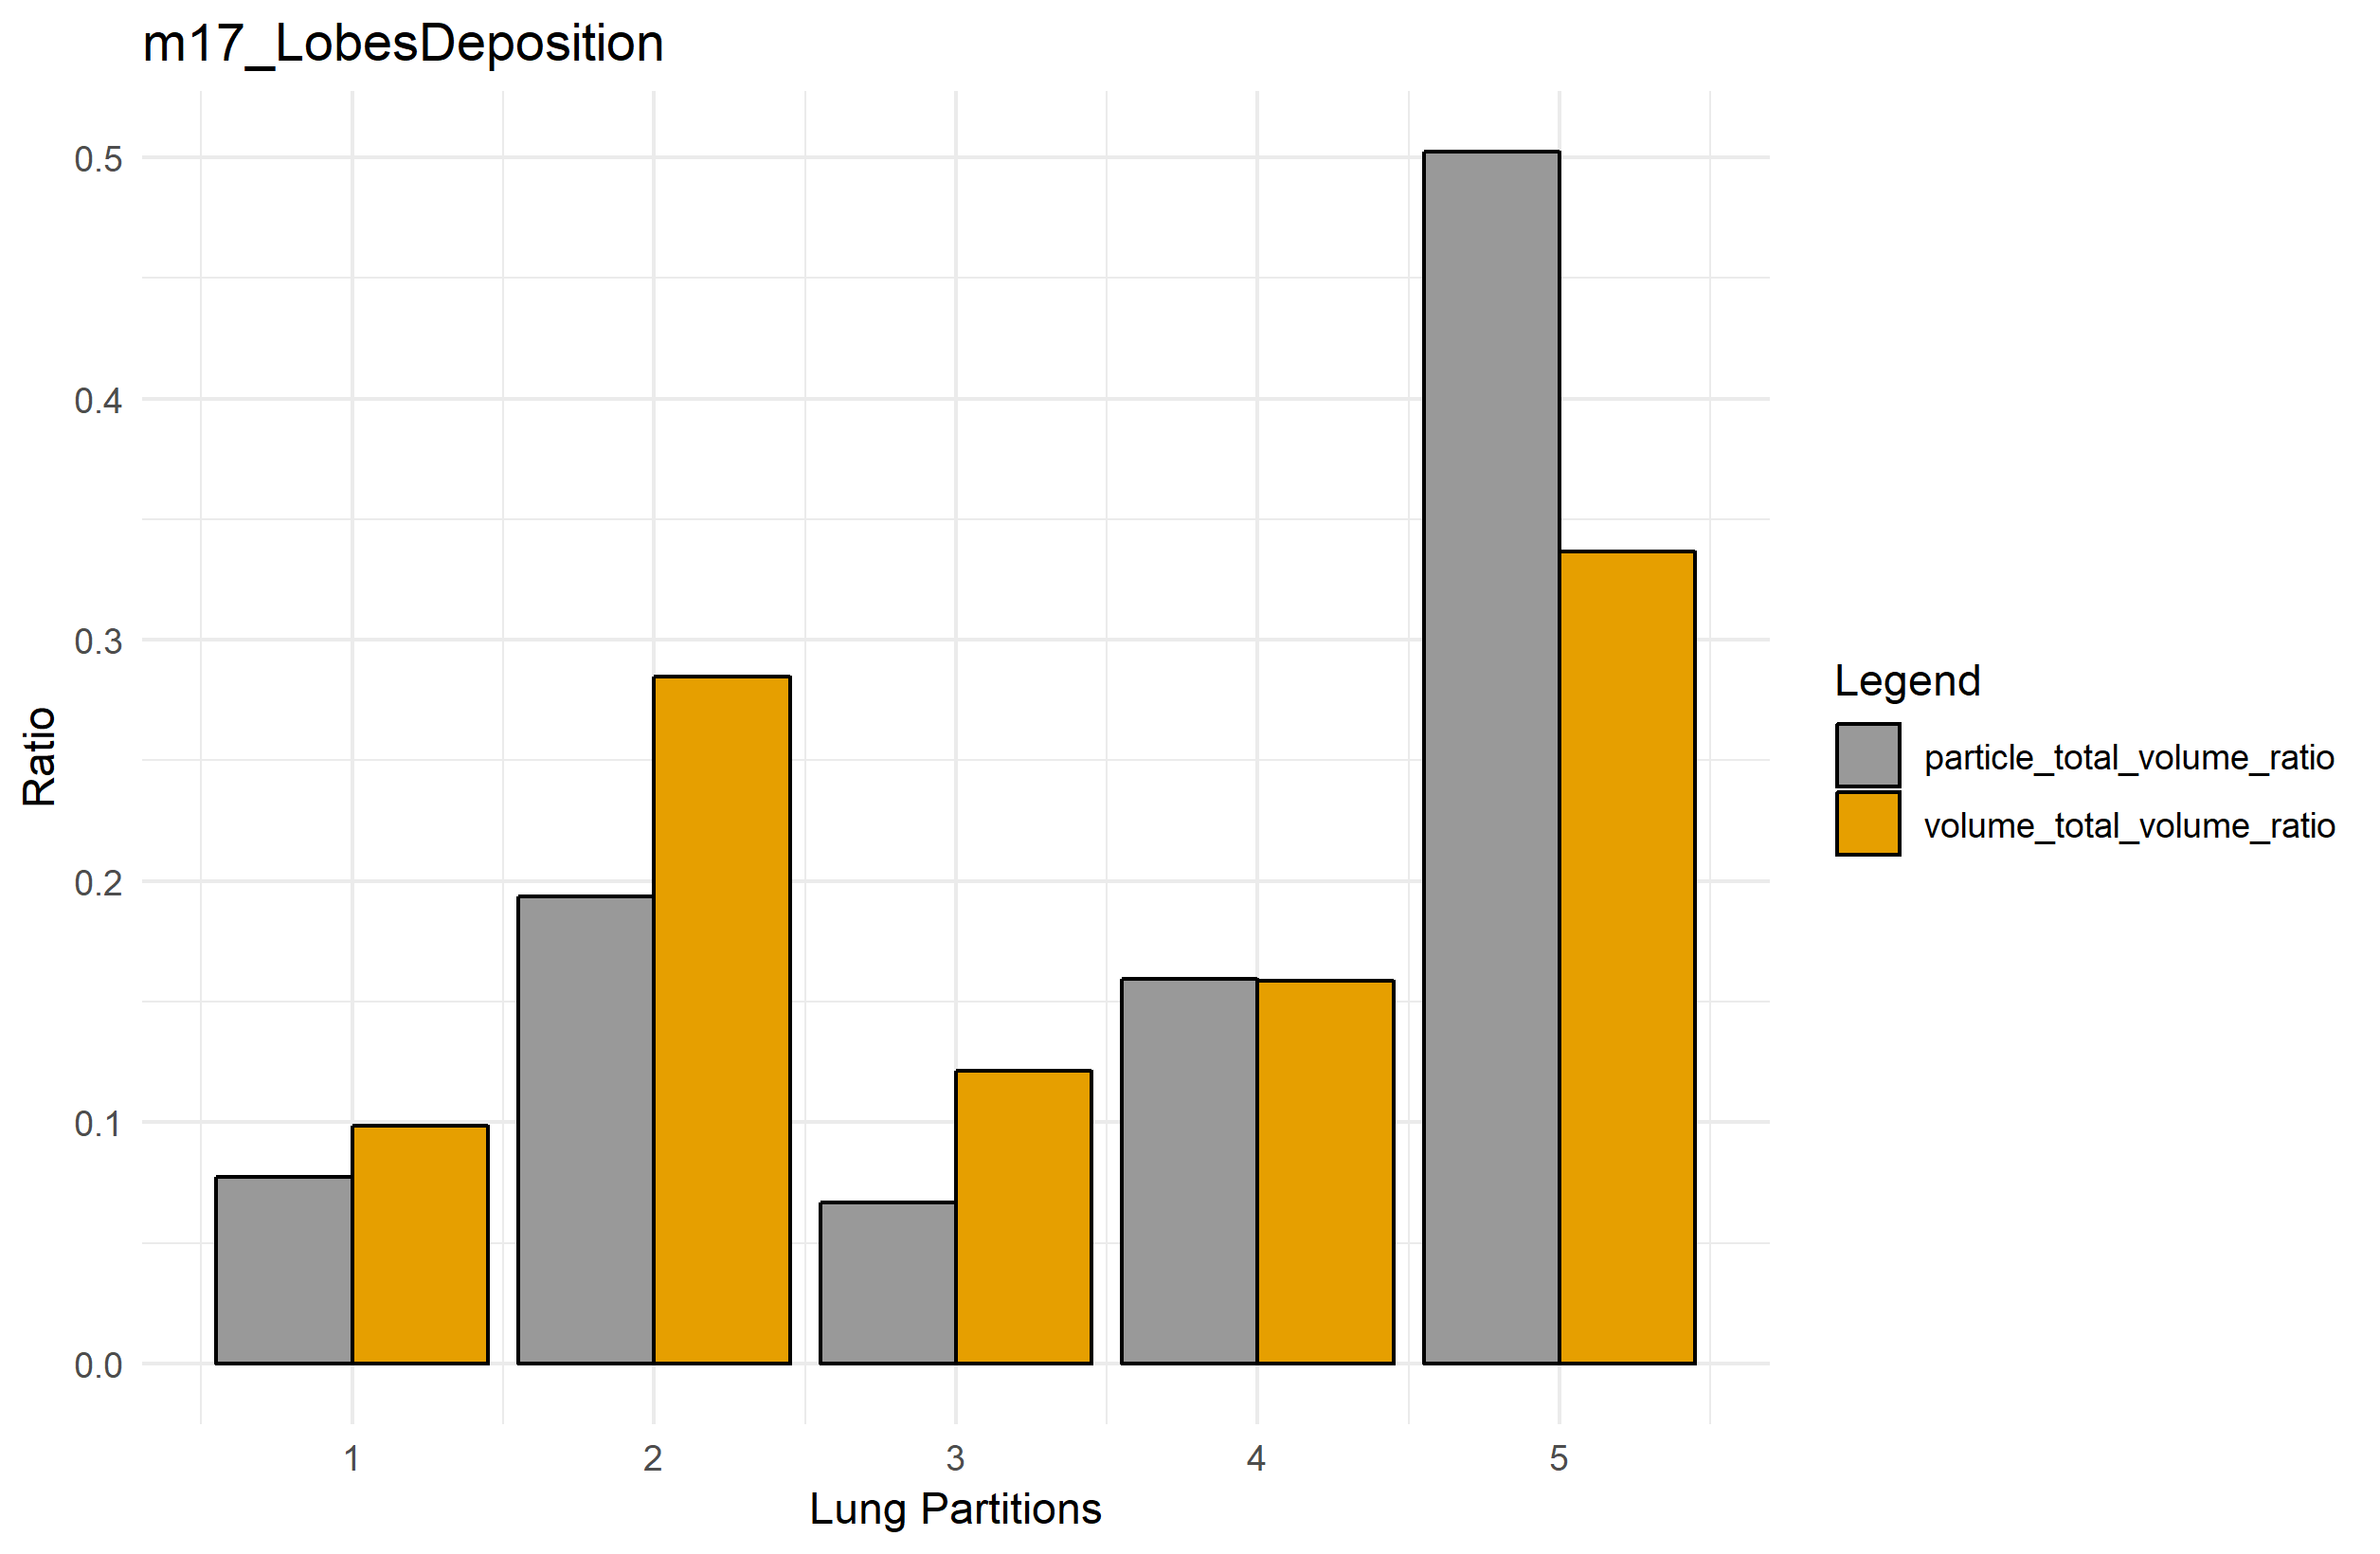 m17_LobesDeposition
Ratio
0.5
0.4
0.3
0.2
0.1
0.0
1 2 3 4 5
Lung Partitions
Legend
particle_total_volume_ratio
volume_total_volume_ratio